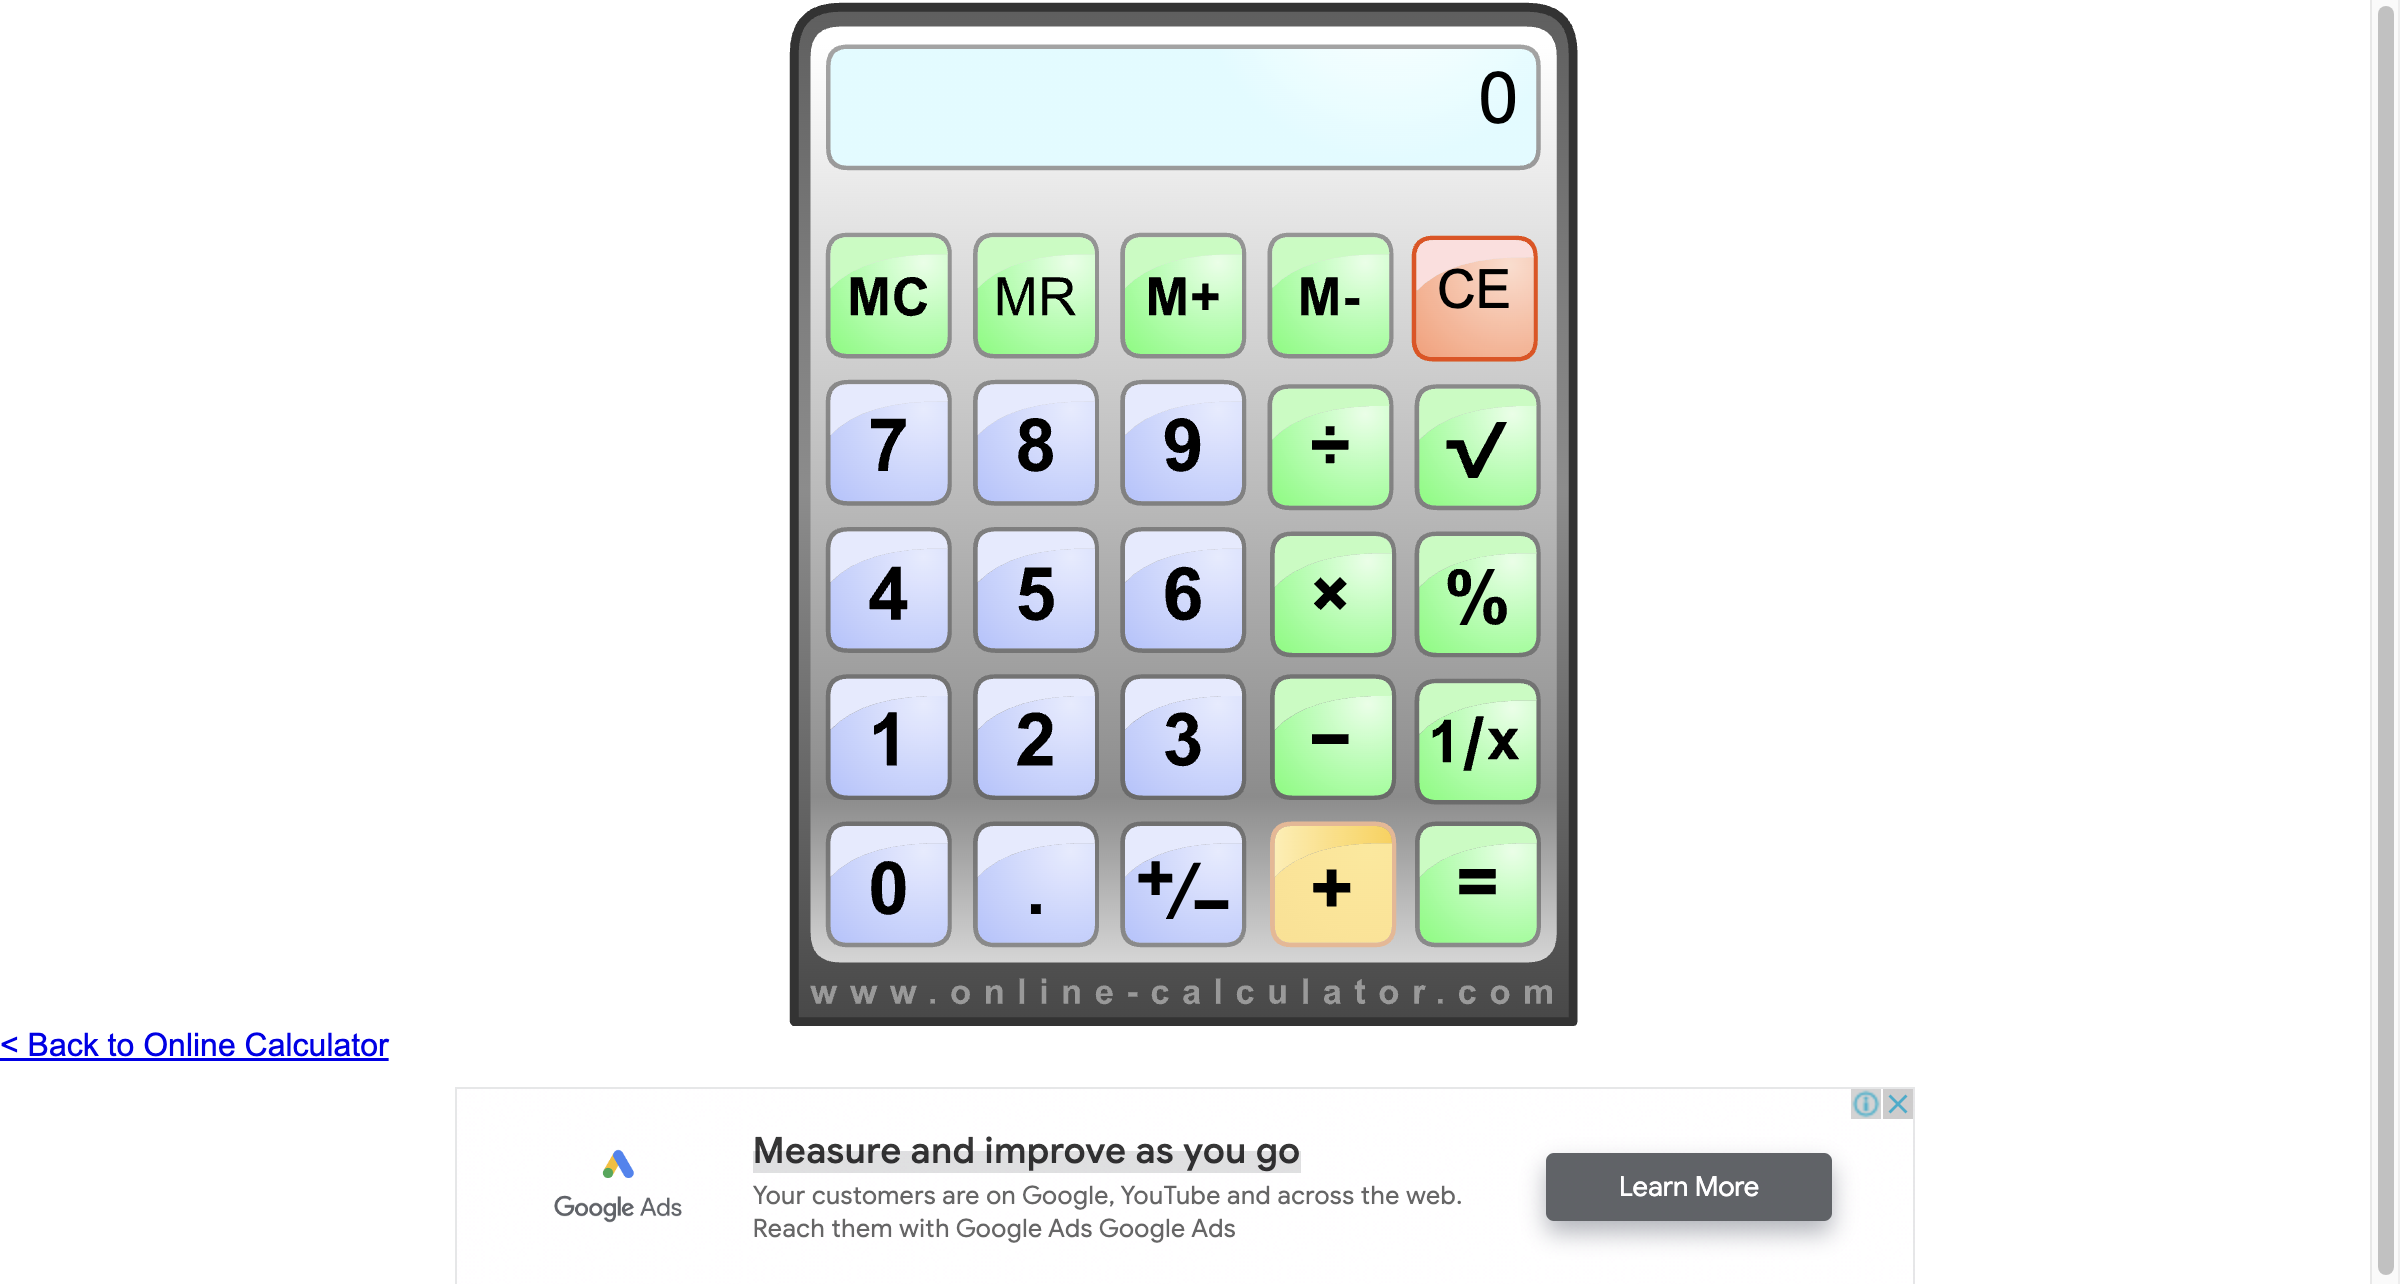 0
MC MR M+ M- CE
7 8 9 ÷ √
4 5 6 × %
1 2 3 − 1/x
0 . +/− + =
www.online-calculator.com
< Back to Online Calculator
Measure and improve as you go
Your customers are on Google, YouTube and across the web.
Reach them with Google Ads Google Ads
Google Ads
Learn More